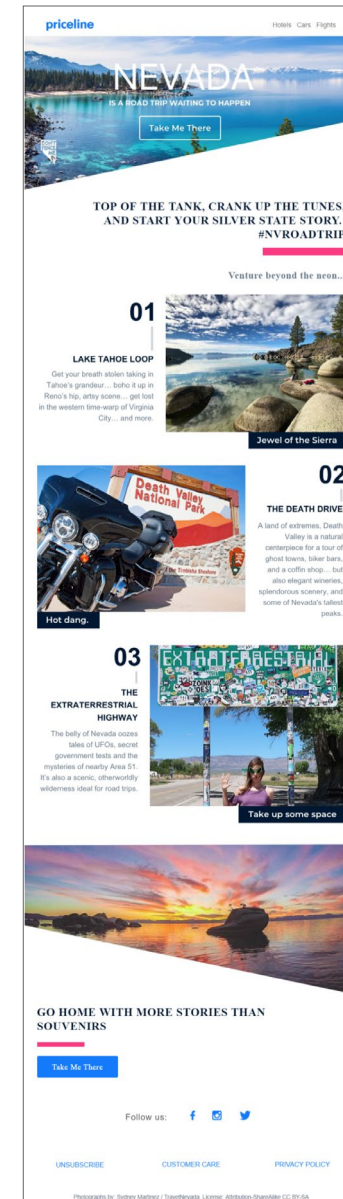 priceline
Hotels Cars Flights
NEVADA
IS A ROAD TRIP WAITING TO HAPPEN
Take Me There
TOP OF THE TANK, CRANK UP THE TUNES
AND START YOUR SILVER STATE STORY.
#NVROADTRIP
Venture beyond the neon..
01
LAKE TAHOE LOOP
Get your breath stolen taking in
Tahoe's grandeur… boho it up in
Reno's hip, artsy scene… get lost
in the western time-warp of Virginia
City… and more.
Jewel of the Sierra
02
THE DEATH DRIVE
A land of extremes, Death
Valley is a natural
centerpiece for a tour of
ghost towns, biker bars,
and a coffin shop… but
also elegant wineries,
splendorous scenery, and
some of Nevada's tallest
peaks.
Death Valley
National Park
Hot dang.
03
THE
EXTRATERRESTRIAL
HIGHWAY
The belly of Nevada oozes
tales of UFOs, secret
government tests and the
mysteries of nearby Area 51.
It's also a scenic, otherworldly
wilderness ideal for road trips.
EXTRATERRESTRIAL
Take up some space
GO HOME WITH MORE STORIES THAN
SOUVENIRS
Take Me There
Follow us:
UNSUBSCRIBE
CUSTOMER CARE
PRIVACY POLICY
Photographs by: Sydney Martinez / TravelNevada. License: Attribution-ShareAlike CC BY-SA